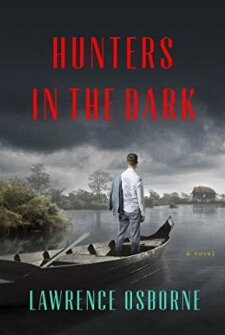 HUNTERS
IN THE DARK
a novel
LAWRENCE OSBORNE